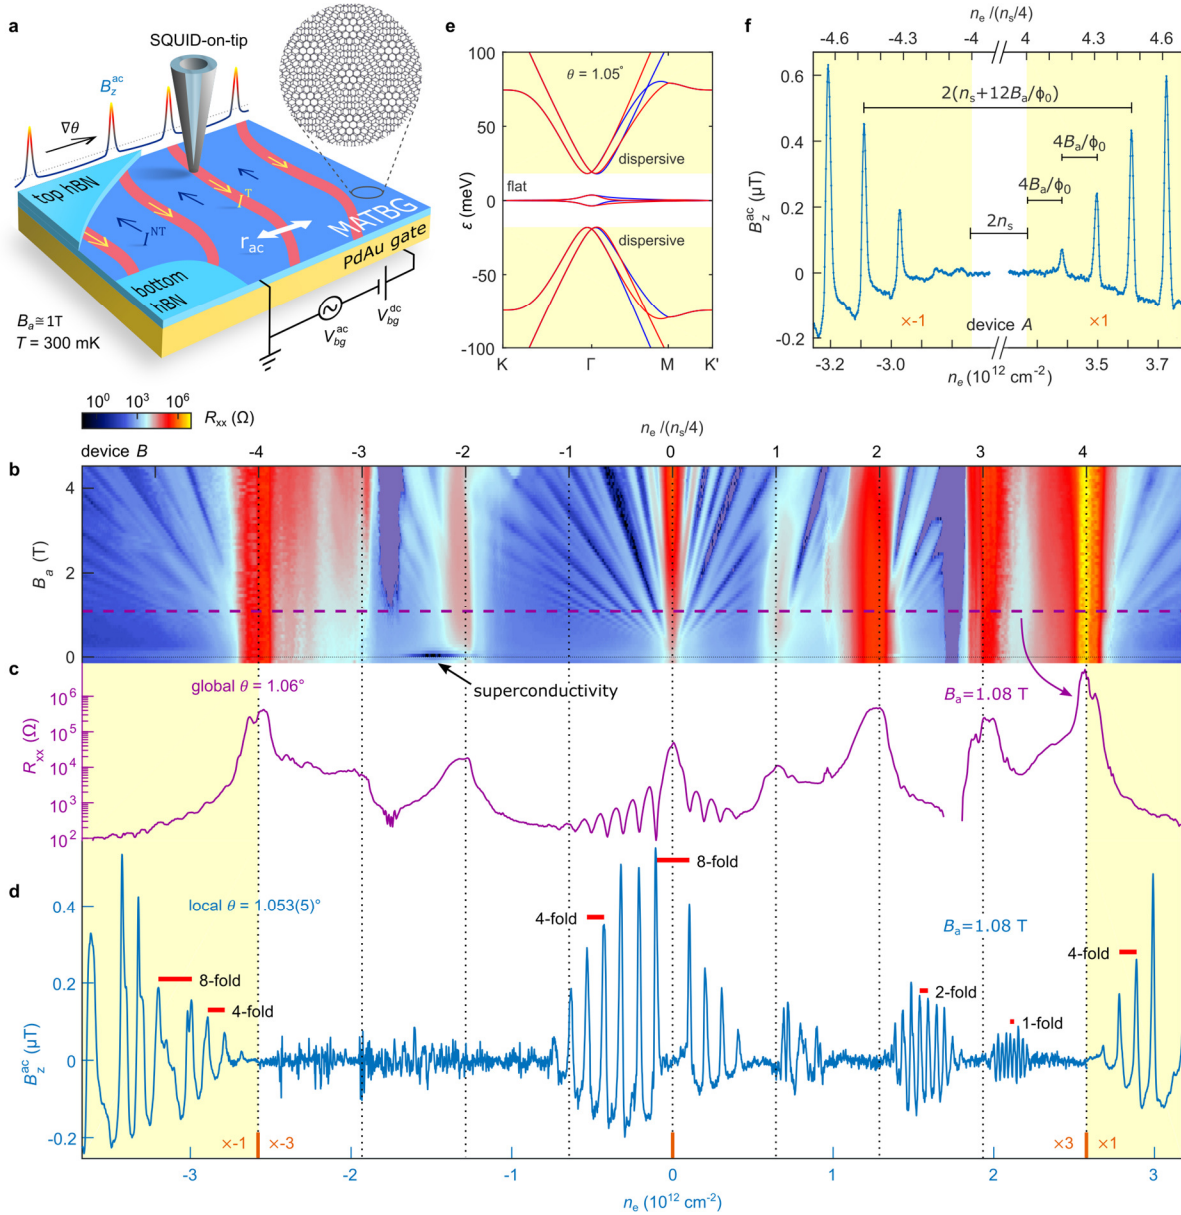 a
SQUID-on-tip
B_z^ac
∇θ
top hBN
I^T
I^NT
r_ac
MATBG
PdAu gate
bottom
hBN
V_bg^ac
V_bg^dc
B_a ≅ 1T
T = 300 mK
e
θ = 1.05°
100
50
0
-50
-100
ε (meV)
dispersive
flat
dispersive
K Γ M K'
f
n_e/(n_s/4)
-4.6 -4.3 -4 4 4.3 4.6
0.6
0.4
0.2
0
-0.2
B_z^ac (μT)
2(n_s+12B_a/ϕ_0)
4B_a/ϕ_0
4B_a/ϕ_0
2n_s
×-1 device A ×1
-3.2 -3.0 3.5 3.7
n_e (10^12 cm^-2)
10^0 10^3 10^6
R_xx (Ω)
n_e/(n_s/4)
device B -4 -3 -2 -1 0 1 2 3 4
b
4
2
0
B_a (T)
superconductivity
c
global θ = 1.06°
B_a=1.08 T
10^6
10^5
10^4
10^3
10^2
R_xx (Ω)
d
local θ = 1.053(5)°
B_a=1.08 T
0.4
0.2
0
-0.2
B_z^ac (μT)
8-fold
4-fold
4-fold
8-fold
2-fold
1-fold
4-fold
×-1 ×-3 ×3 ×1
-3 -2 -1 0 1 2 3
n_e (10^12 cm^-2)